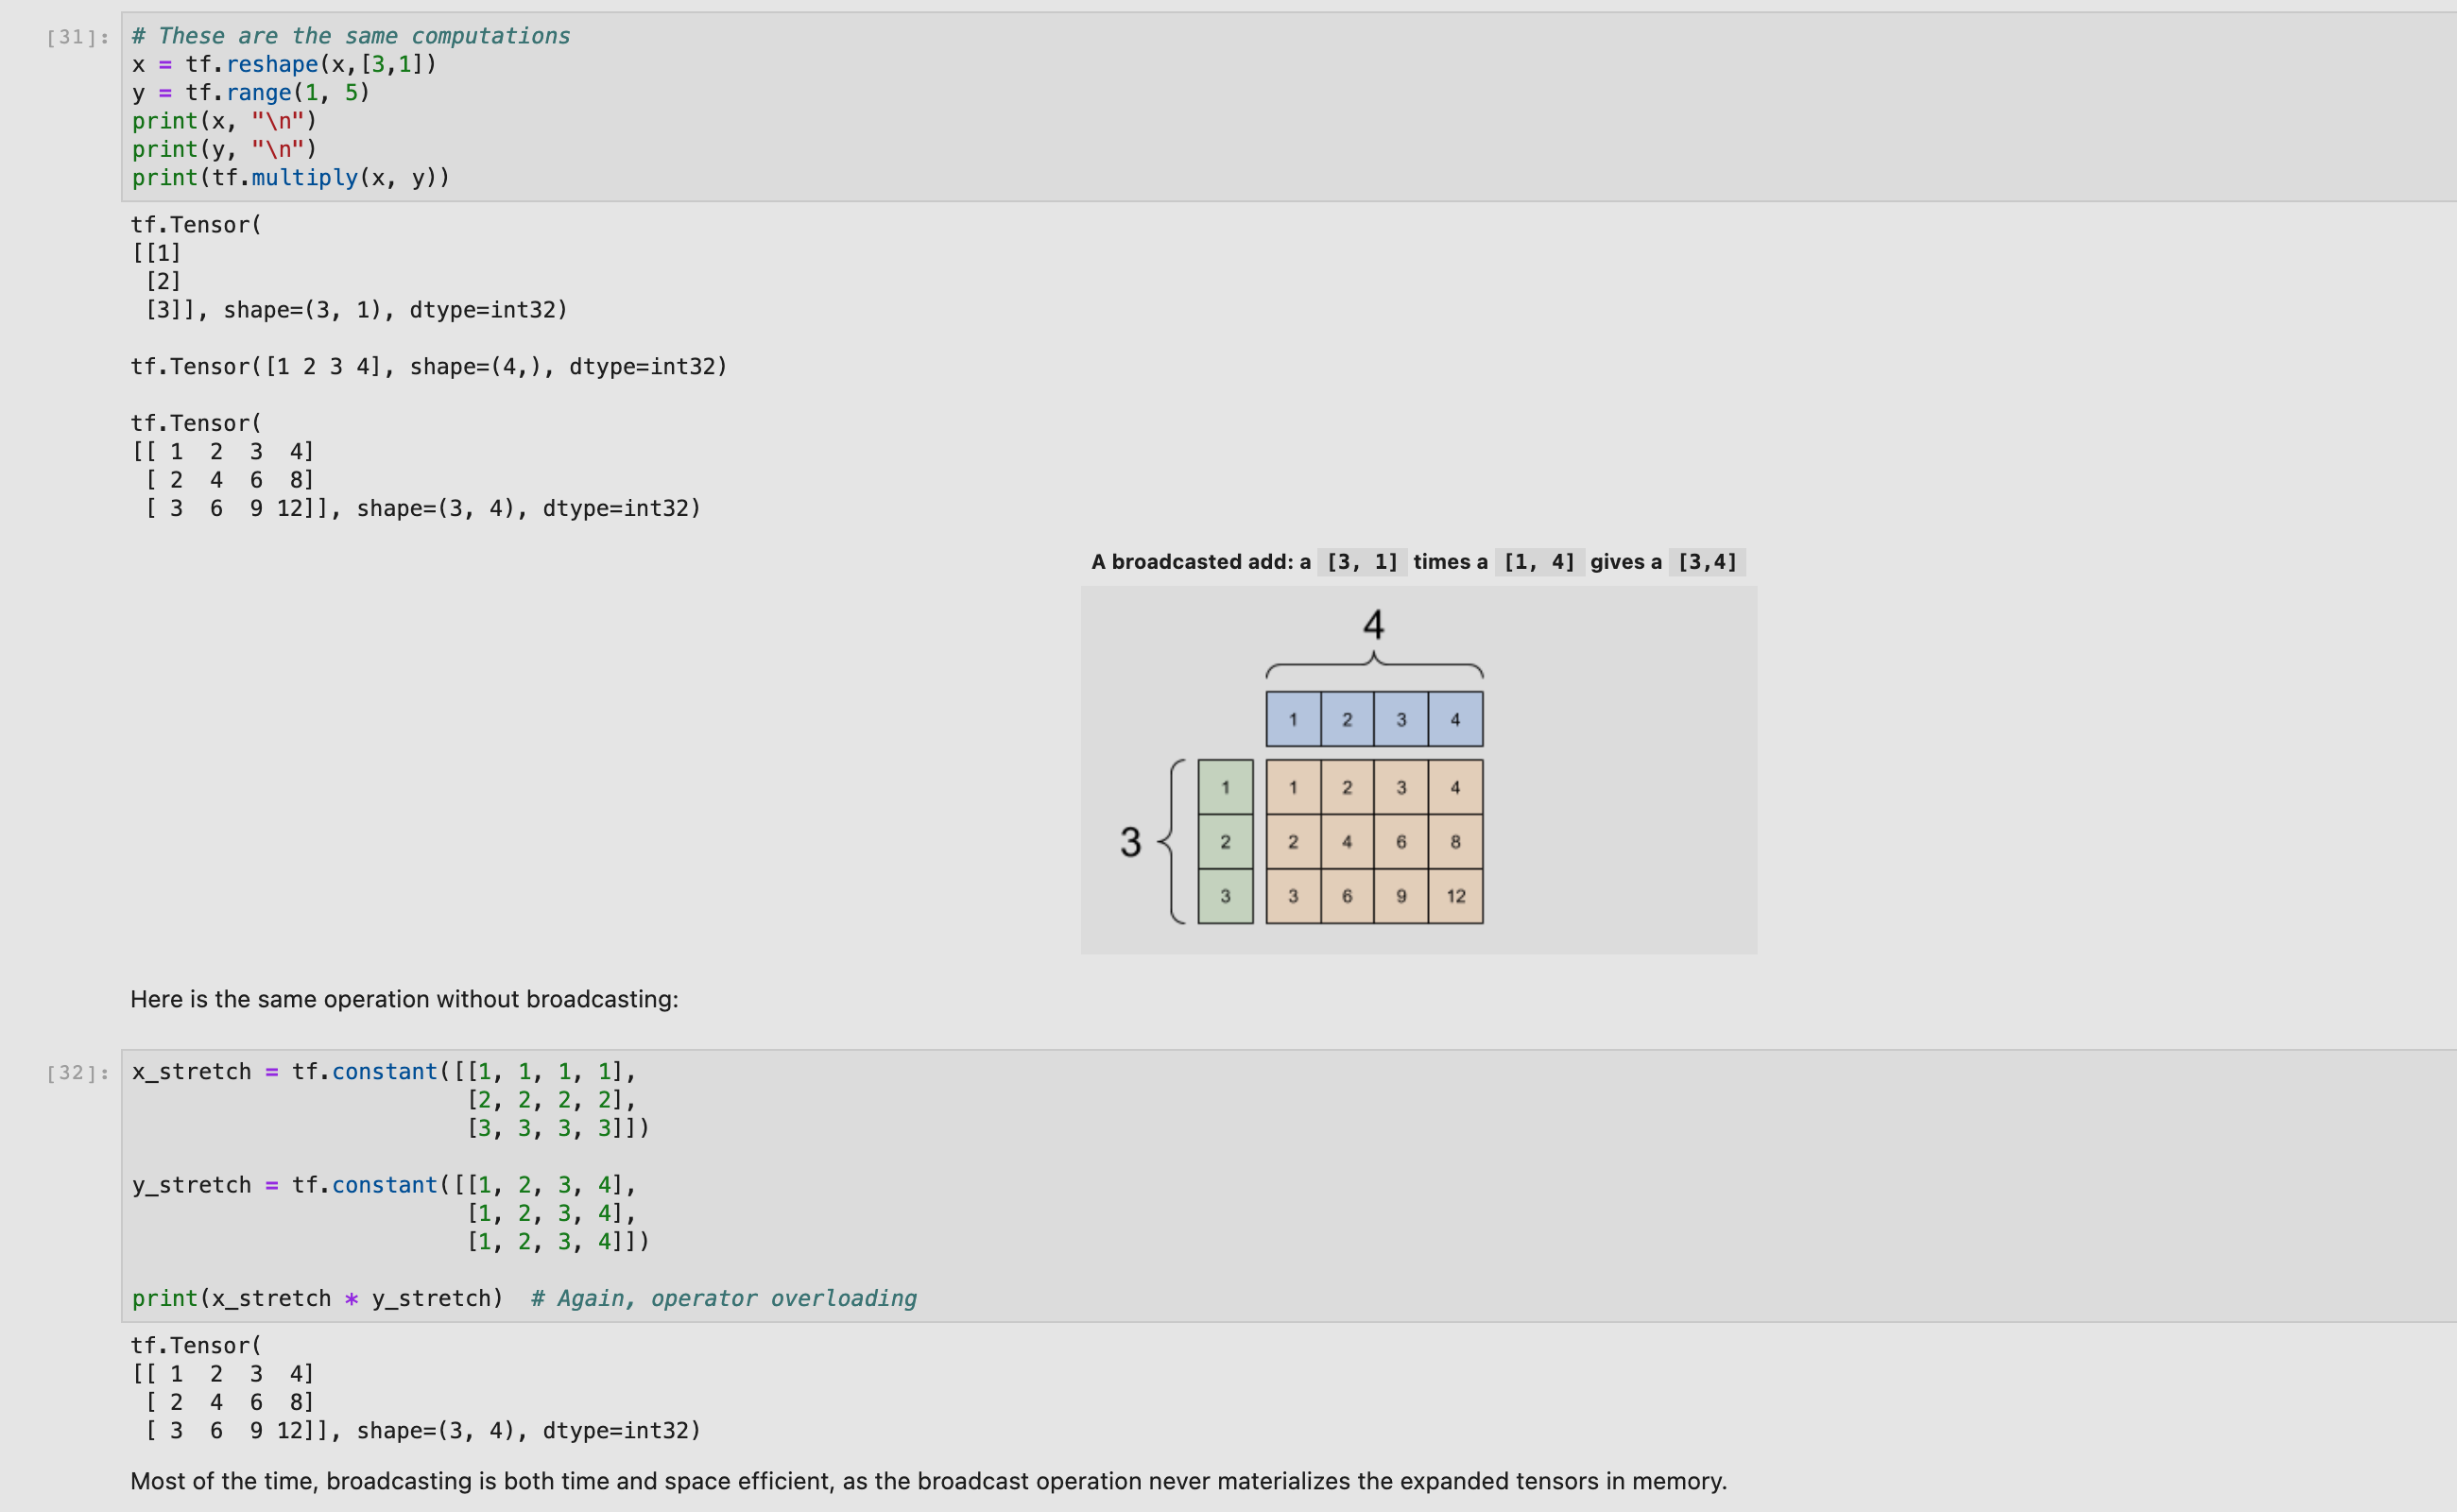 [31]: # These are the same computations
x = tf.reshape(x,[3,1])
y = tf.range(1, 5)
print(x, "\n")
print(y, "\n")
print(tf.multiply(x, y))
tf.Tensor(
[[1]
 [2]
 [3]], shape=(3, 1), dtype=int32)
tf.Tensor([1 2 3 4], shape=(4,), dtype=int32)
tf.Tensor(
[[ 1  2  3  4]
 [ 2  4  6  8]
 [ 3  6  9 12]], shape=(3, 4), dtype=int32)
A broadcasted add: a [3, 1] times a [1, 4] gives a [3,4]
4
1 2 3 4
1 1 2 3 4
3 2 2 4 6 8
3 3 6 9 12
Here is the same operation without broadcasting:
[32]: x_stretch = tf.constant([[1, 1, 1, 1],
                         [2, 2, 2, 2],
                         [3, 3, 3, 3]])
y_stretch = tf.constant([[1, 2, 3, 4],
                         [1, 2, 3, 4],
                         [1, 2, 3, 4]])
print(x_stretch * y_stretch)  # Again, operator overloading
tf.Tensor(
[[ 1  2  3  4]
 [ 2  4  6  8]
 [ 3  6  9 12]], shape=(3, 4), dtype=int32)
Most of the time, broadcasting is both time and space efficient, as the broadcast operation never materializes the expanded tensors in memory.